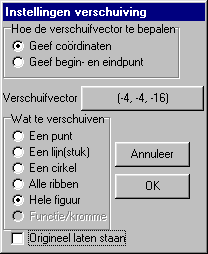 Instellingen verschuiving
Hoe de verschuifvector te bepalen
Geef coördinaten
Geef begin- en eindpunt
Verschuifvector (-4, -4, -16)
Wat te verschuiven
Een punt
Een lijn(stuk)
Een cirkel
Alle ribben
Hele figuur
Functie/kromme
Annuleer
OK
Origineel laten staan